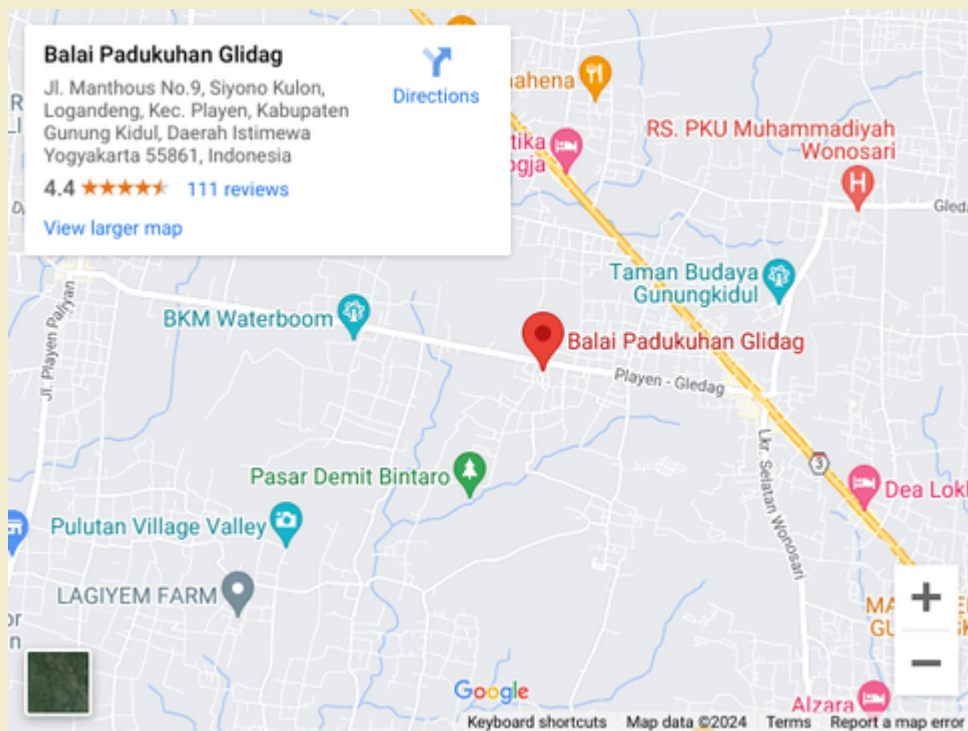 Balai Padukuhan Glidag
Jl. Manthous No.9, Siyono Kulon,
Logandeng, Kec. Playen, Kabupaten
Gunung Kidul, Daerah Istimewa
Yogyakarta 55861, Indonesia
4.4
111 reviews
View larger map
Directions
RS. PKU Muhammadiyah
Wonosari
Taman Budaya
Gunungkidul
BKM Waterboom
Jl. Playen Paliyan
Balai Padukuhan Glidag
Playen - Gledag
Lkr. Selatan Wonosari
3
Pasar Demit Bintaro
Pulutan Village Valley
LAGIYEM FARM
Alzara
Google
Keyboard shortcuts
Map data ©2024
Terms
Report a map error